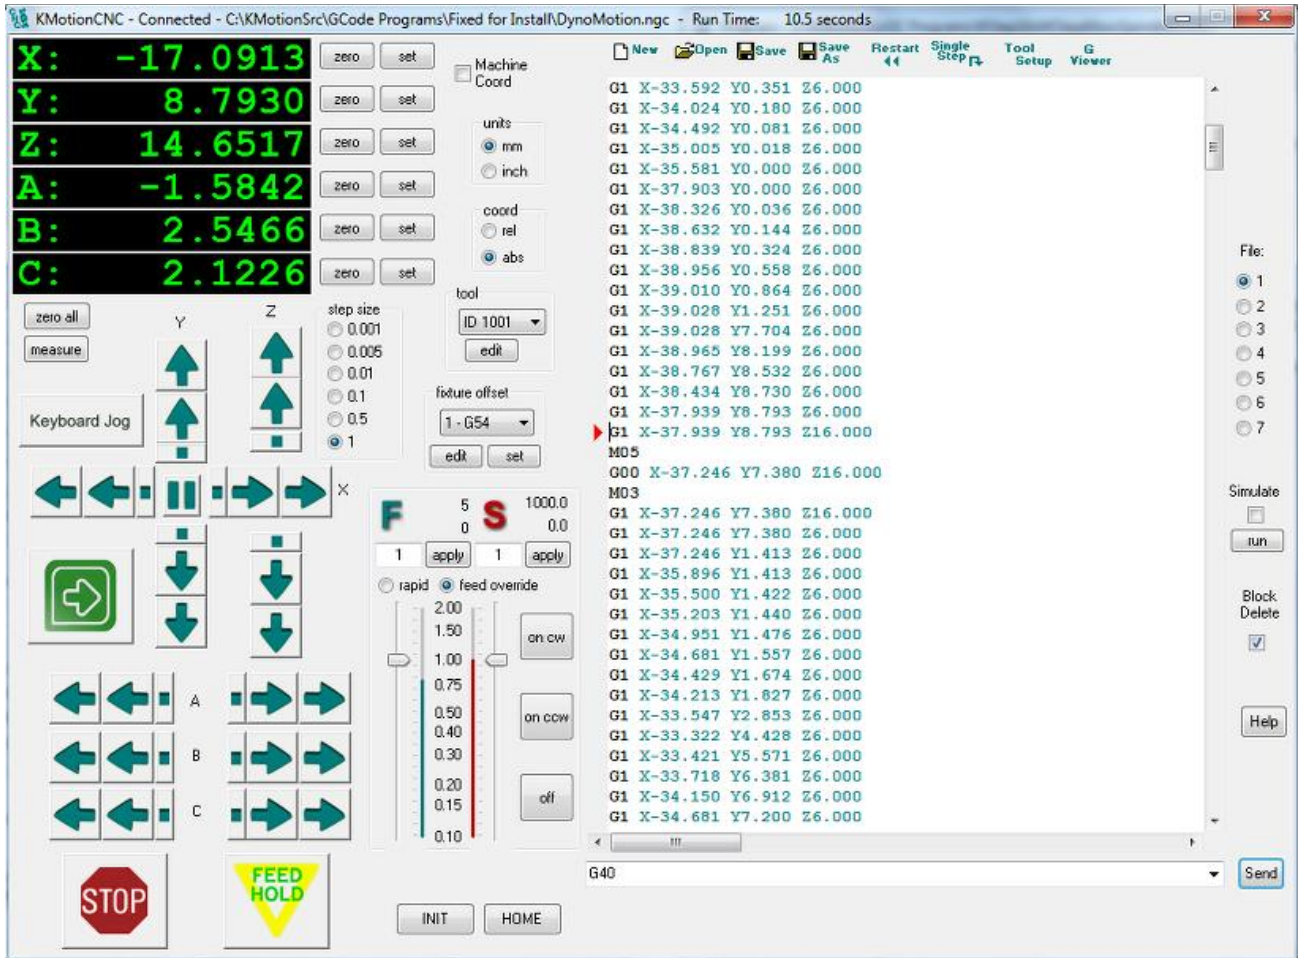 KMotionCNC - Connected - C:\KMotionSrc\GCode Programs\Fixed for Install\DynoMotion.ngc - Run Time: 10.5 seconds
X: -17.0913 zero set
Y: 8.7930 zero set
Z: 14.6517 zero set
A: -1.5842 zero set
B: 2.5466 zero set
C: 2.1226 zero set
Machine
Coord
units
mm
inch
coord
rel
abs
tool
ID 1001
edit
fixture offset
1 - G54
edit set
zero all
measure
Keyboard Jog
Y
Z
X
step size
0.001
0.005
0.01
0.1
0.5
1
A
B
C
F 5 S 1000.0
0 0.0
1 apply 1 apply
rapid feed override
2.00
1.50
1.00
0.75
0.50
0.40
0.30
0.20
0.15
0.10
on cw
on ccw
off
STOP
FEED
HOLD
INIT HOME
New Open Save Save As Restart Single Step Tool Setup G Viewer
G1 X-33.592 Y0.351 Z6.000
G1 X-34.024 Y0.180 Z6.000
G1 X-34.492 Y0.081 Z6.000
G1 X-35.005 Y0.018 Z6.000
G1 X-35.581 Y0.000 Z6.000
G1 X-37.903 Y0.000 Z6.000
G1 X-38.326 Y0.036 Z6.000
G1 X-38.632 Y0.144 Z6.000
G1 X-38.839 Y0.324 Z6.000
G1 X-38.956 Y0.558 Z6.000
G1 X-39.010 Y0.864 Z6.000
G1 X-39.028 Y1.251 Z6.000
G1 X-39.028 Y7.704 Z6.000
G1 X-38.965 Y8.199 Z6.000
G1 X-38.767 Y8.532 Z6.000
G1 X-38.434 Y8.730 Z6.000
G1 X-37.939 Y8.793 Z6.000
G1 X-37.939 Y8.793 Z16.000
M05
G00 X-37.246 Y7.380 Z16.000
M03
G1 X-37.246 Y7.380 Z16.000
G1 X-37.246 Y7.380 Z6.000
G1 X-37.246 Y1.413 Z6.000
G1 X-35.896 Y1.413 Z6.000
G1 X-35.500 Y1.422 Z6.000
G1 X-35.203 Y1.440 Z6.000
G1 X-34.951 Y1.476 Z6.000
G1 X-34.681 Y1.557 Z6.000
G1 X-34.429 Y1.674 Z6.000
G1 X-34.213 Y1.827 Z6.000
G1 X-33.547 Y2.853 Z6.000
G1 X-33.322 Y4.428 Z6.000
G1 X-33.421 Y5.571 Z6.000
G1 X-33.718 Y6.381 Z6.000
G1 X-34.150 Y6.912 Z6.000
G1 X-34.681 Y7.200 Z6.000
G40
Send
File:
1
2
3
4
5
6
7
Simulate
run
Block
Delete
Help